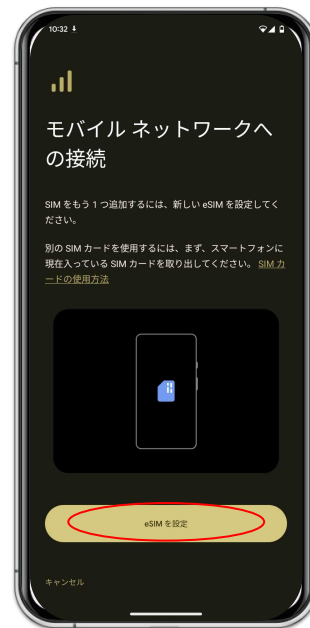 10:32
モバイル ネットワークへ
の接続
SIM をもう 1 つ追加するには、新しい eSIM を設定してく
ださい。
別の SIM カードを使用するには、まず、スマートフォンに
現在入っている SIM カードを取り出してください。 SIM カ
ードの使用方法
eSIM を設定
キャンセル